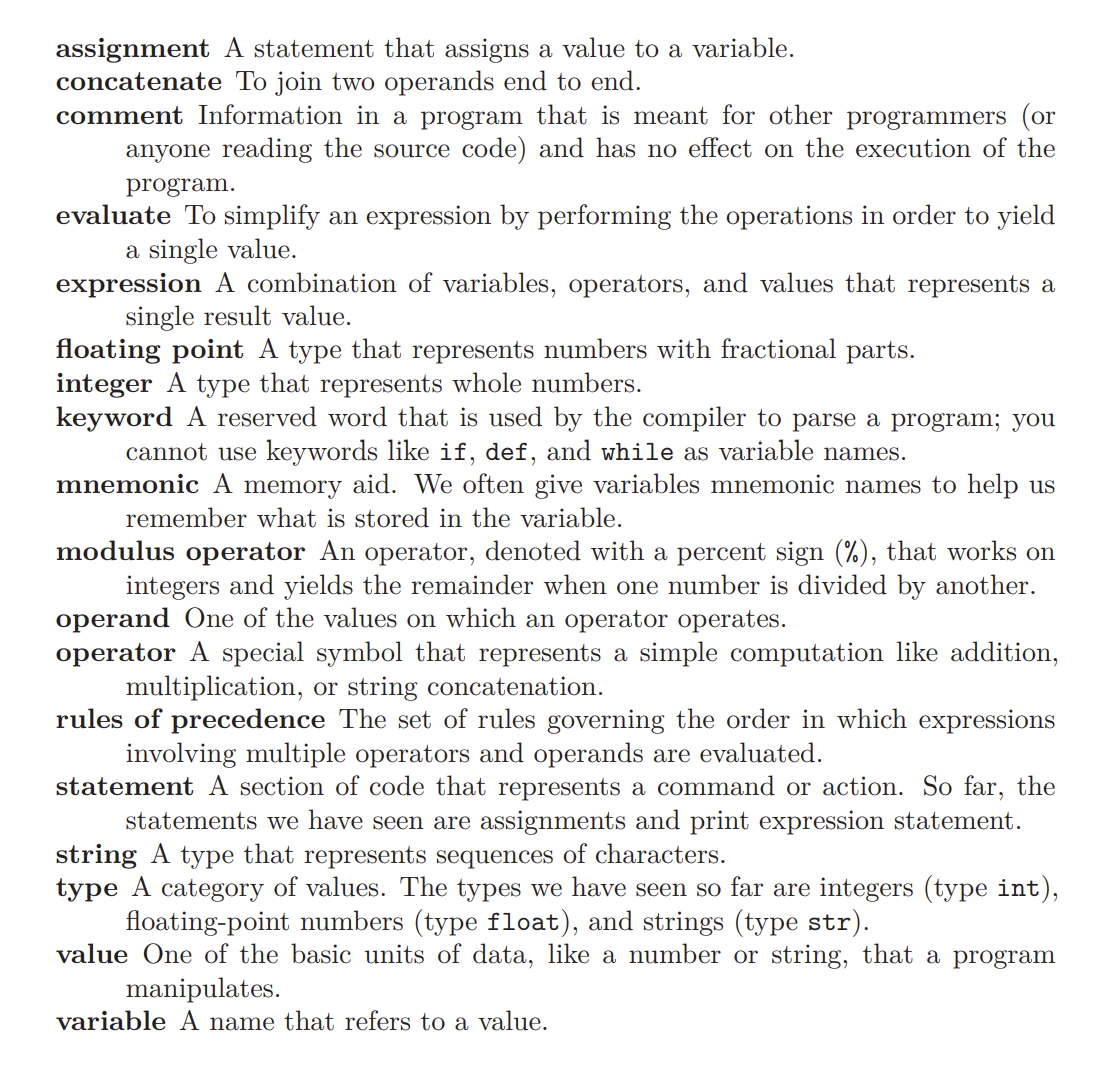 assignment A statement that assigns a value to a variable.
concatenate To join two operands end to end.
comment Information in a program that is meant for other programmers (or
anyone reading the source code) and has no effect on the execution of the
program.
evaluate To simplify an expression by performing the operations in order to yield
a single value.
expression A combination of variables, operators, and values that represents a
single result value.
floating point A type that represents numbers with fractional parts.
integer A type that represents whole numbers.
keyword A reserved word that is used by the compiler to parse a program; you
cannot use keywords like if, def, and while as variable names.
mnemonic A memory aid. We often give variables mnemonic names to help us
remember what is stored in the variable.
modulus operator An operator, denoted with a percent sign (%), that works on
integers and yields the remainder when one number is divided by another.
operand One of the values on which an operator operates.
operator A special symbol that represents a simple computation like addition,
multiplication, or string concatenation.
rules of precedence The set of rules governing the order in which expressions
involving multiple operators and operands are evaluated.
statement A section of code that represents a command or action. So far, the
statements we have seen are assignments and print expression statement.
string A type that represents sequences of characters.
type A category of values. The types we have seen so far are integers (type int),
floating-point numbers (type float), and strings (type str).
value One of the basic units of data, like a number or string, that a program
manipulates.
variable A name that refers to a value.